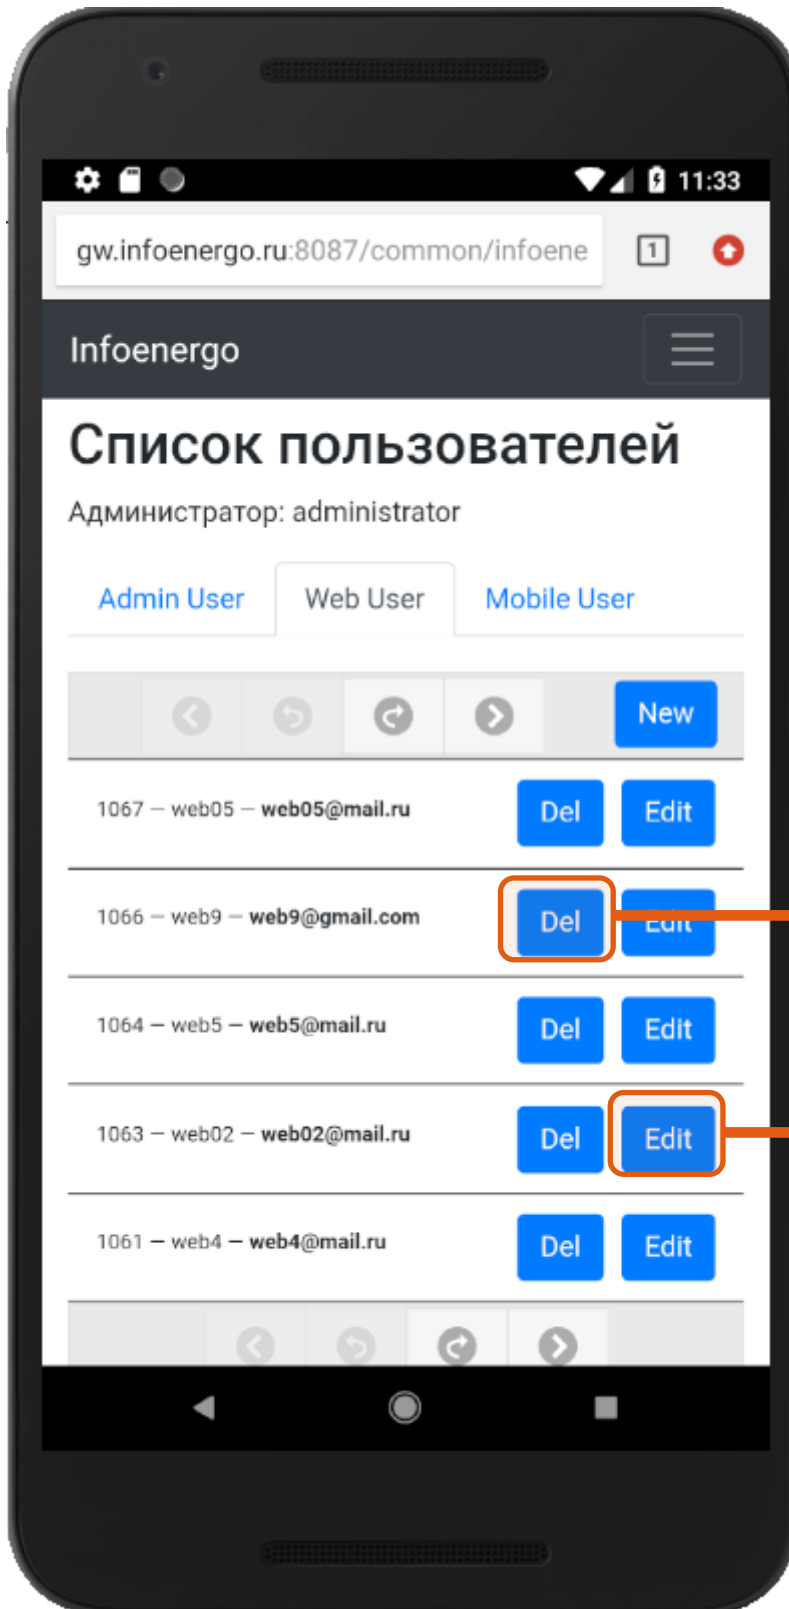 11:33
gw.infoenergo.ru:8087/common/infoene 1
Infoenergo
Список пользователей
Администратор: administrator
Admin User Web User Mobile User
New
1067 — web05 — web05@mail.ru Del Edit
1066 — web9 — web9@gmail.com Del Edit
1064 — web5 — web5@mail.ru Del Edit
1063 — web02 — web02@mail.ru Del Edit
1061 — web4 — web4@mail.ru Del Edit